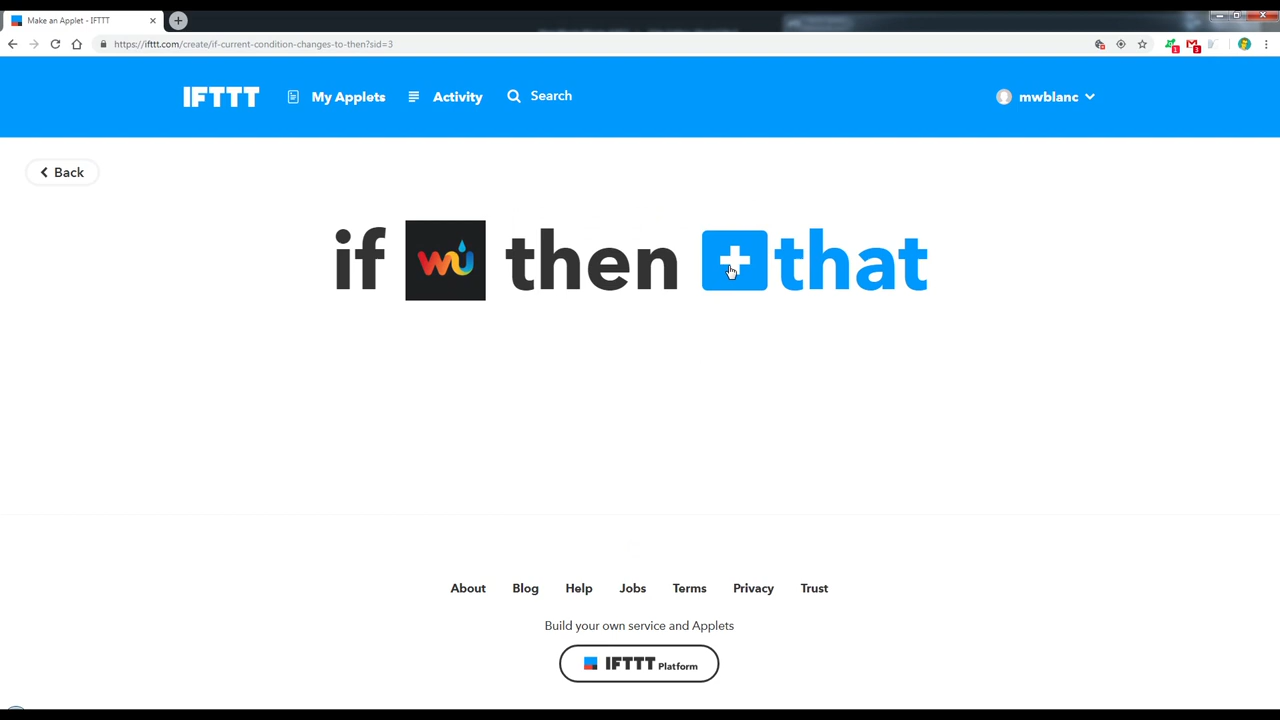 Make an Applet - IFTTT
https://ifttt.com/create/if-current-condition-changes-to-then?sid=3
1
3
IFTTT My Applets Activity Search mwblanc
Back
if wu then that
About Blog Help Jobs Terms Privacy Trust
Build your own service and Applets
IFTTT Platform